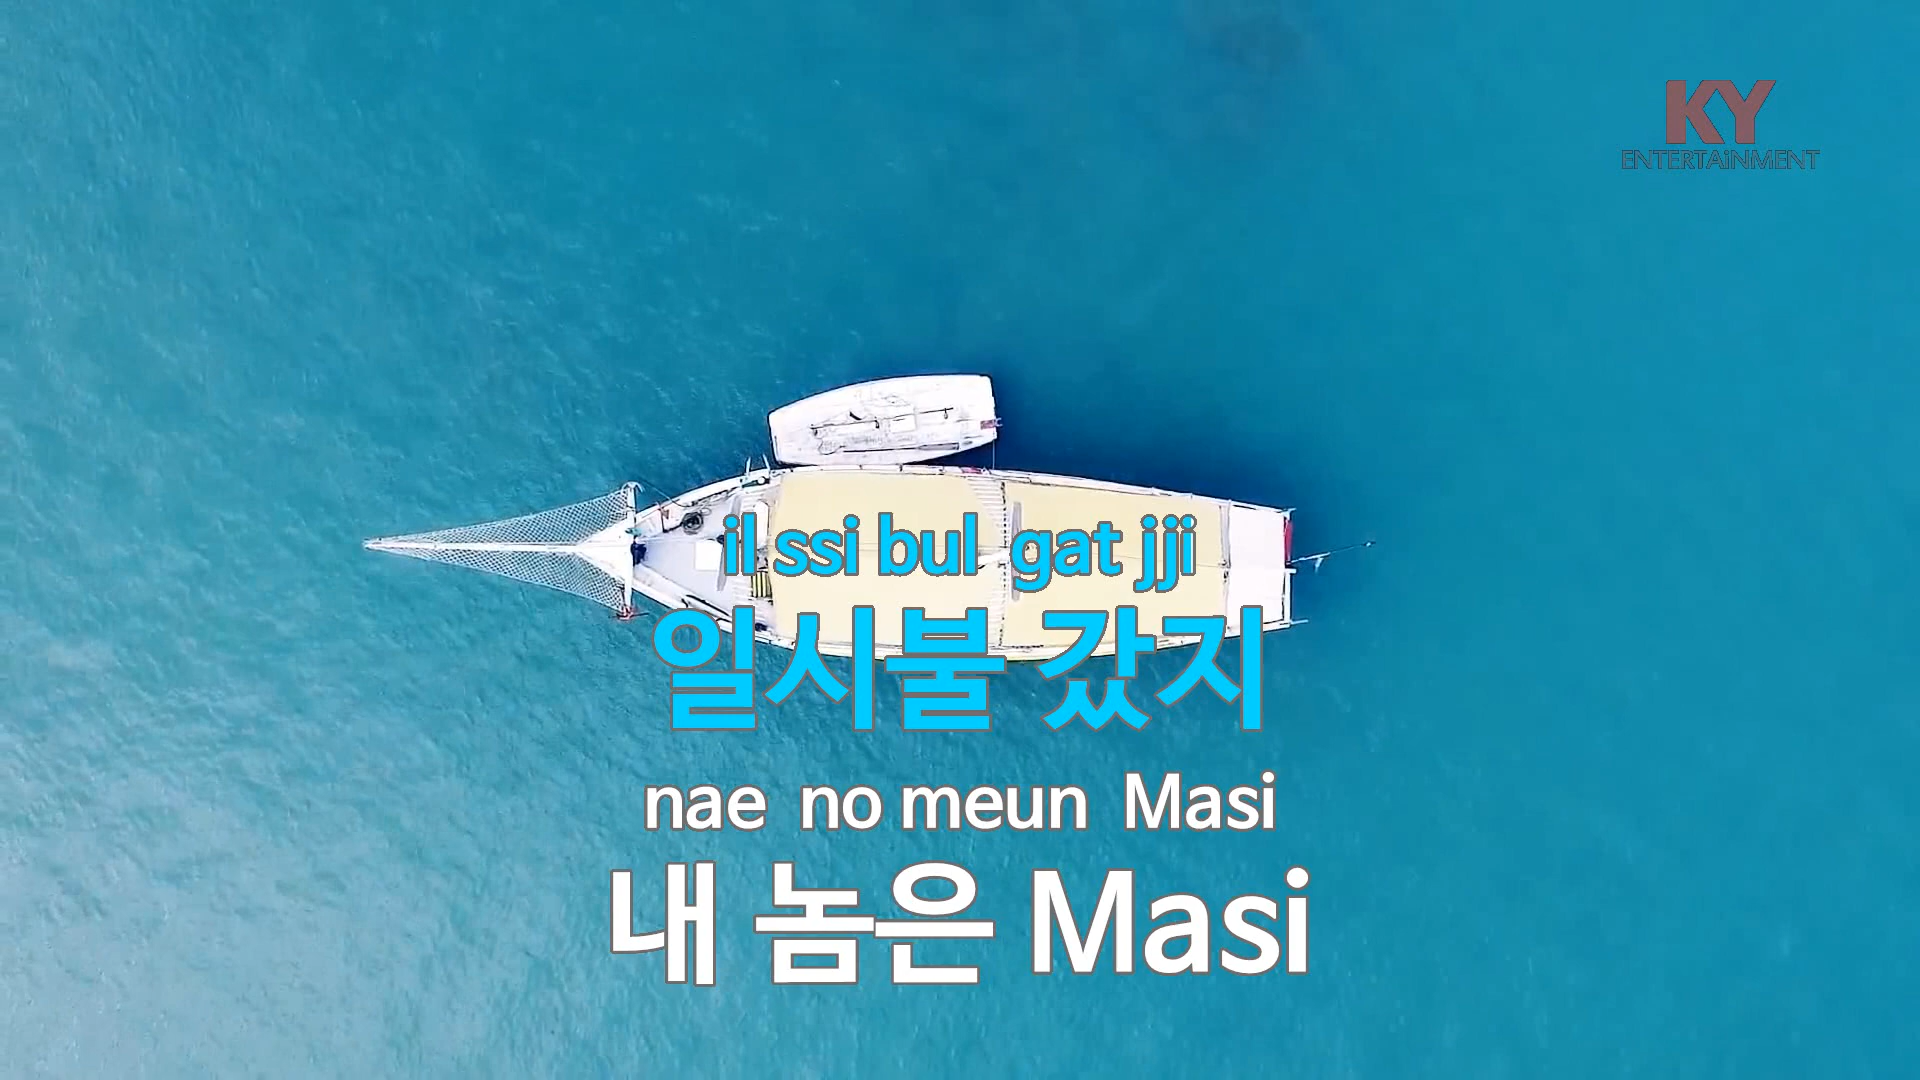 KY
ENTERTAiNMENT
il ssi bul gat jji
일시불 갔지
nae no meun Masi
내 놈은 Masi